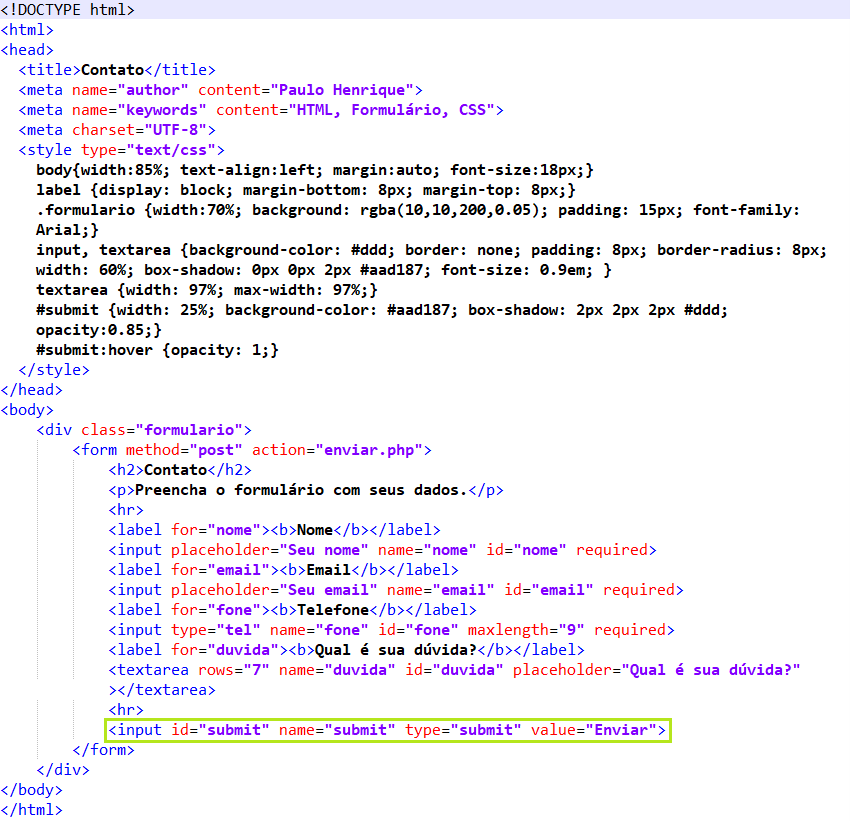 <!DOCTYPE html>
<html>
<head>
  <title>Contato</title>
  <meta name="author" content="Paulo Henrique">
  <meta name="keywords" content="HTML, Formulário, CSS">
  <meta charset="UTF-8">
  <style type="text/css">
    body{width:85%; text-align:left; margin:auto; font-size:18px;}
    label {display: block; margin-bottom: 8px; margin-top: 8px;}
    .formulario {width:70%; background: rgba(10,10,200,0.05); padding: 15px; font-family:
    Arial;}
    input, textarea {background-color: #ddd; border: none; padding: 8px; border-radius: 8px;
    width: 60%; box-shadow: 0px 0px 2px #aad187; font-size: 0.9em; }
    textarea {width: 97%; max-width: 97%;}
    #submit {width: 25%; background-color: #aad187; box-shadow: 2px 2px 2px #ddd;
    opacity:0.85;}
    #submit:hover {opacity: 1;}
  </style>
</head>
<body>
    <div class="formulario">
        <form method="post" action="enviar.php">
            <h2>Contato</h2>
            <p>Preencha o formulário com seus dados.</p>
            <hr>
            <label for="nome"><b>Nome</b></label>
            <input placeholder="Seu nome" name="nome" id="nome" required>
            <label for="email"><b>Email</b></label>
            <input placeholder="Seu email" name="email" id="email" required>
            <label for="fone"><b>Telefone</b></label>
            <input type="tel" name="fone" id="fone" maxlength="9" required>
            <label for="duvida"><b>Qual é sua dúvida?</b></label>
            <textarea rows="7" name="duvida" id="duvida" placeholder="Qual é sua dúvida?"
            ></textarea>
            <hr>
            <input id="submit" name="submit" type="submit" value="Enviar">
        </form>
    </div>
</body>
</html>